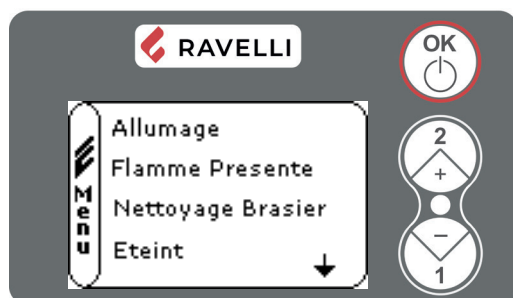 RAVELLI
OK
Menu
Allumage
Flamme Presente
Nettoyage Brasier
Eteint
2
+
–
1